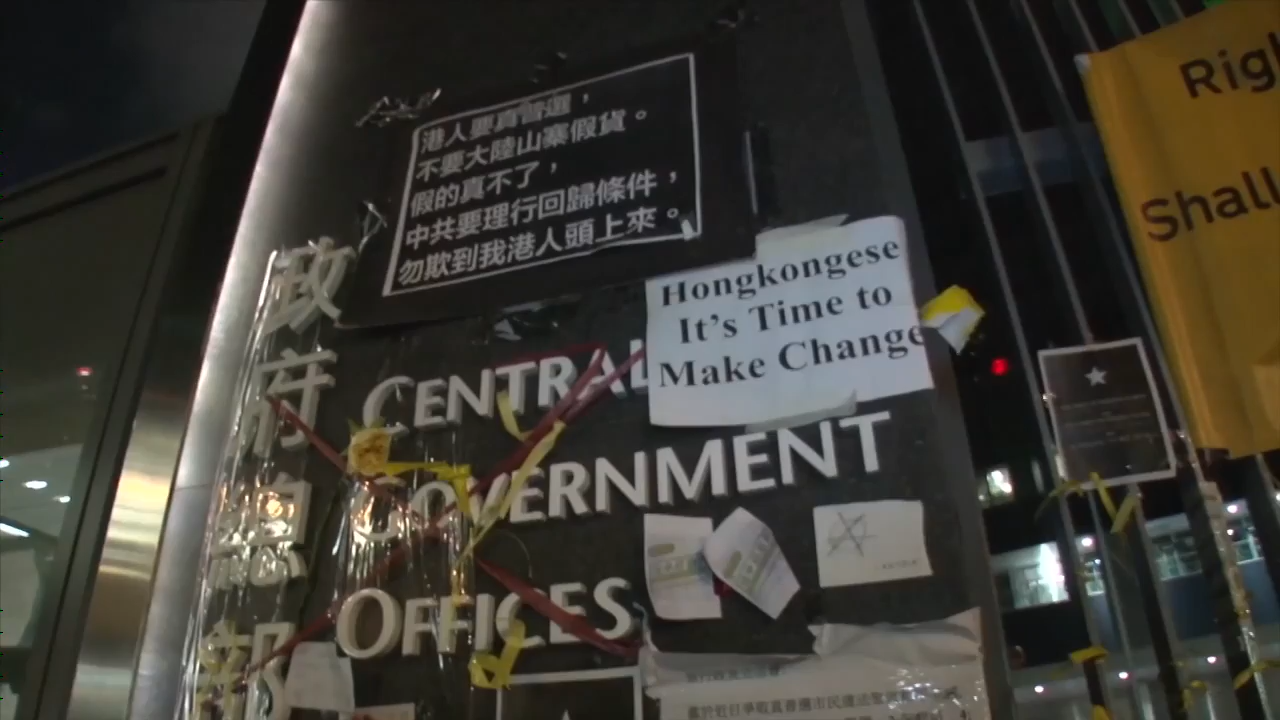 港人要真普選，
不要大陸山寨假貨。
假的真不了，
中共要理行回歸條件，
勿欺到我港人頭上來。
Hongkongese
It's Time to
Make Change
政府總部
CENTRAL
GOVERNMENT
OFFICES
Shall